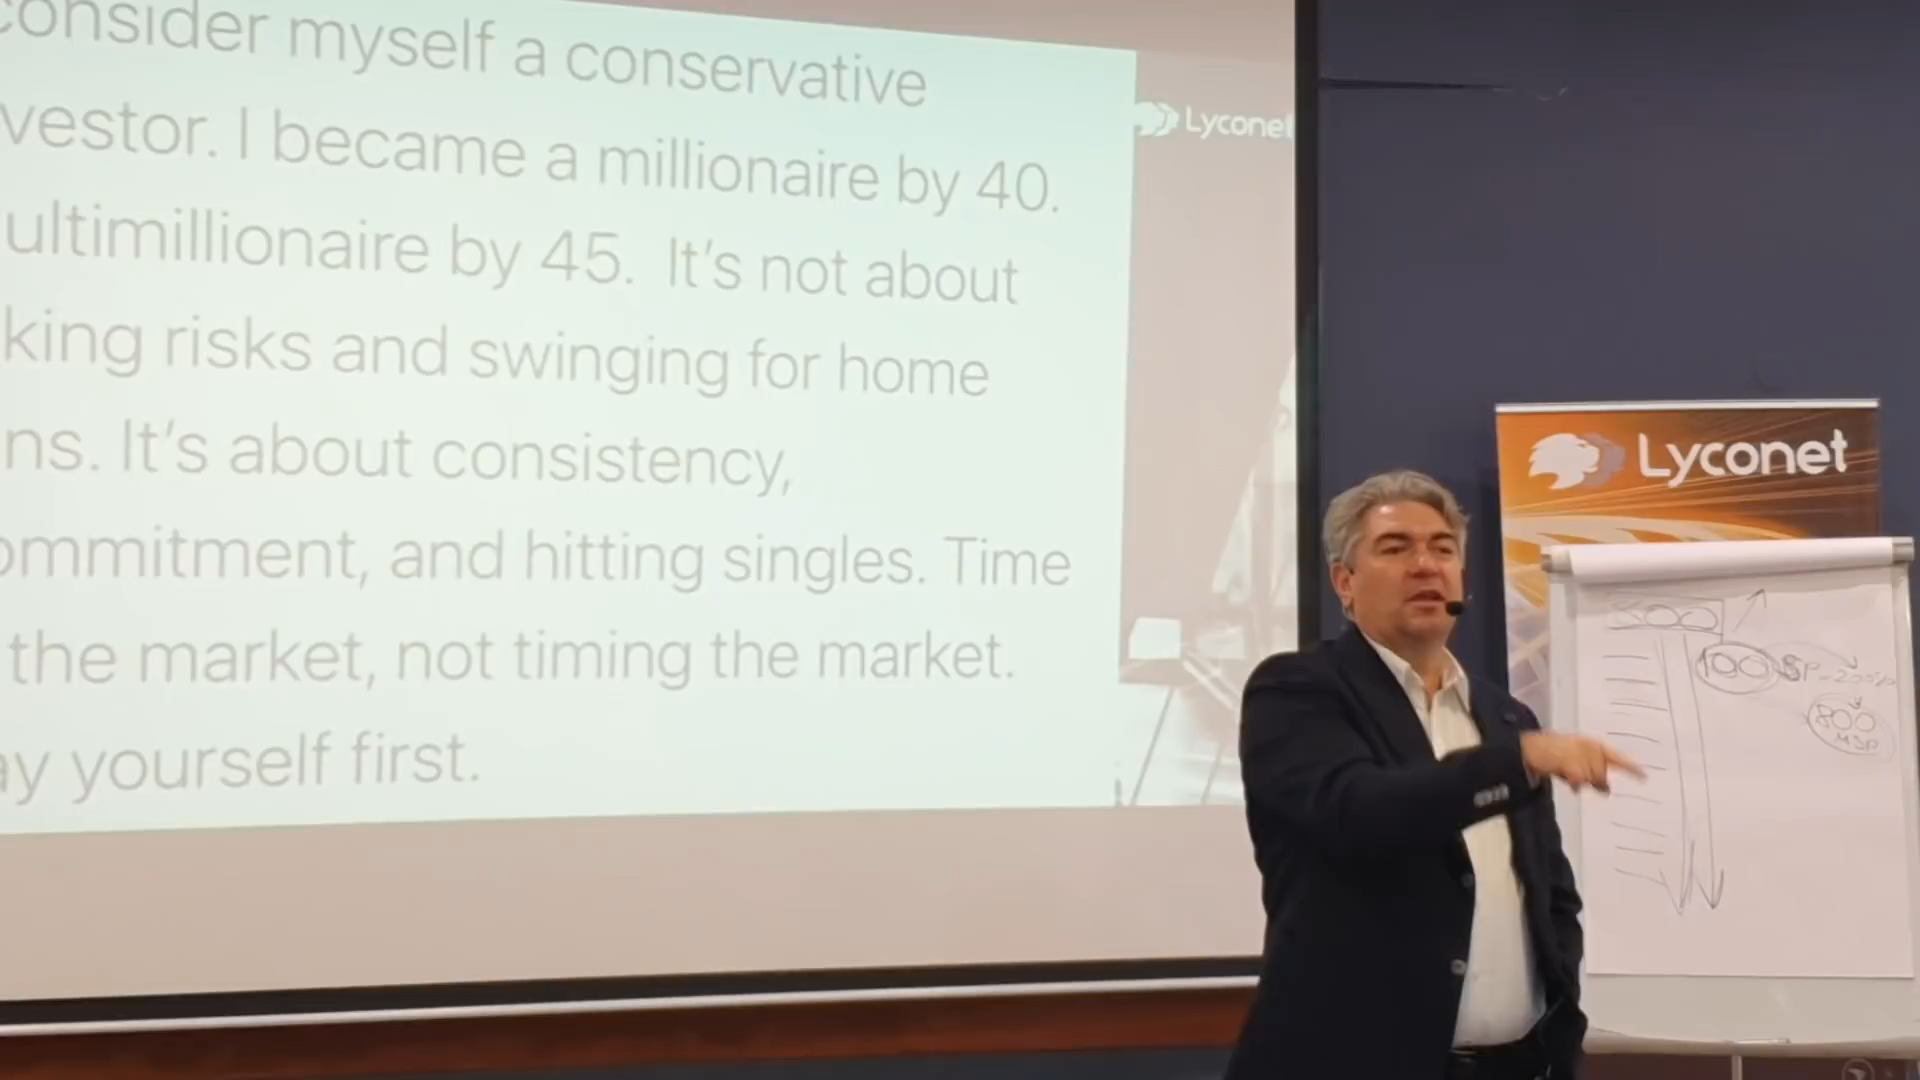 consider myself a conservative
vestor. I became a millionaire by 40.
ultimillionaire by 45. It's not about
king risks and swinging for home
ns. It's about consistency,
ommitment, and hitting singles. Time
the market, not timing the market.
ay yourself first.
Lyconet
Lyconet
500
100
800